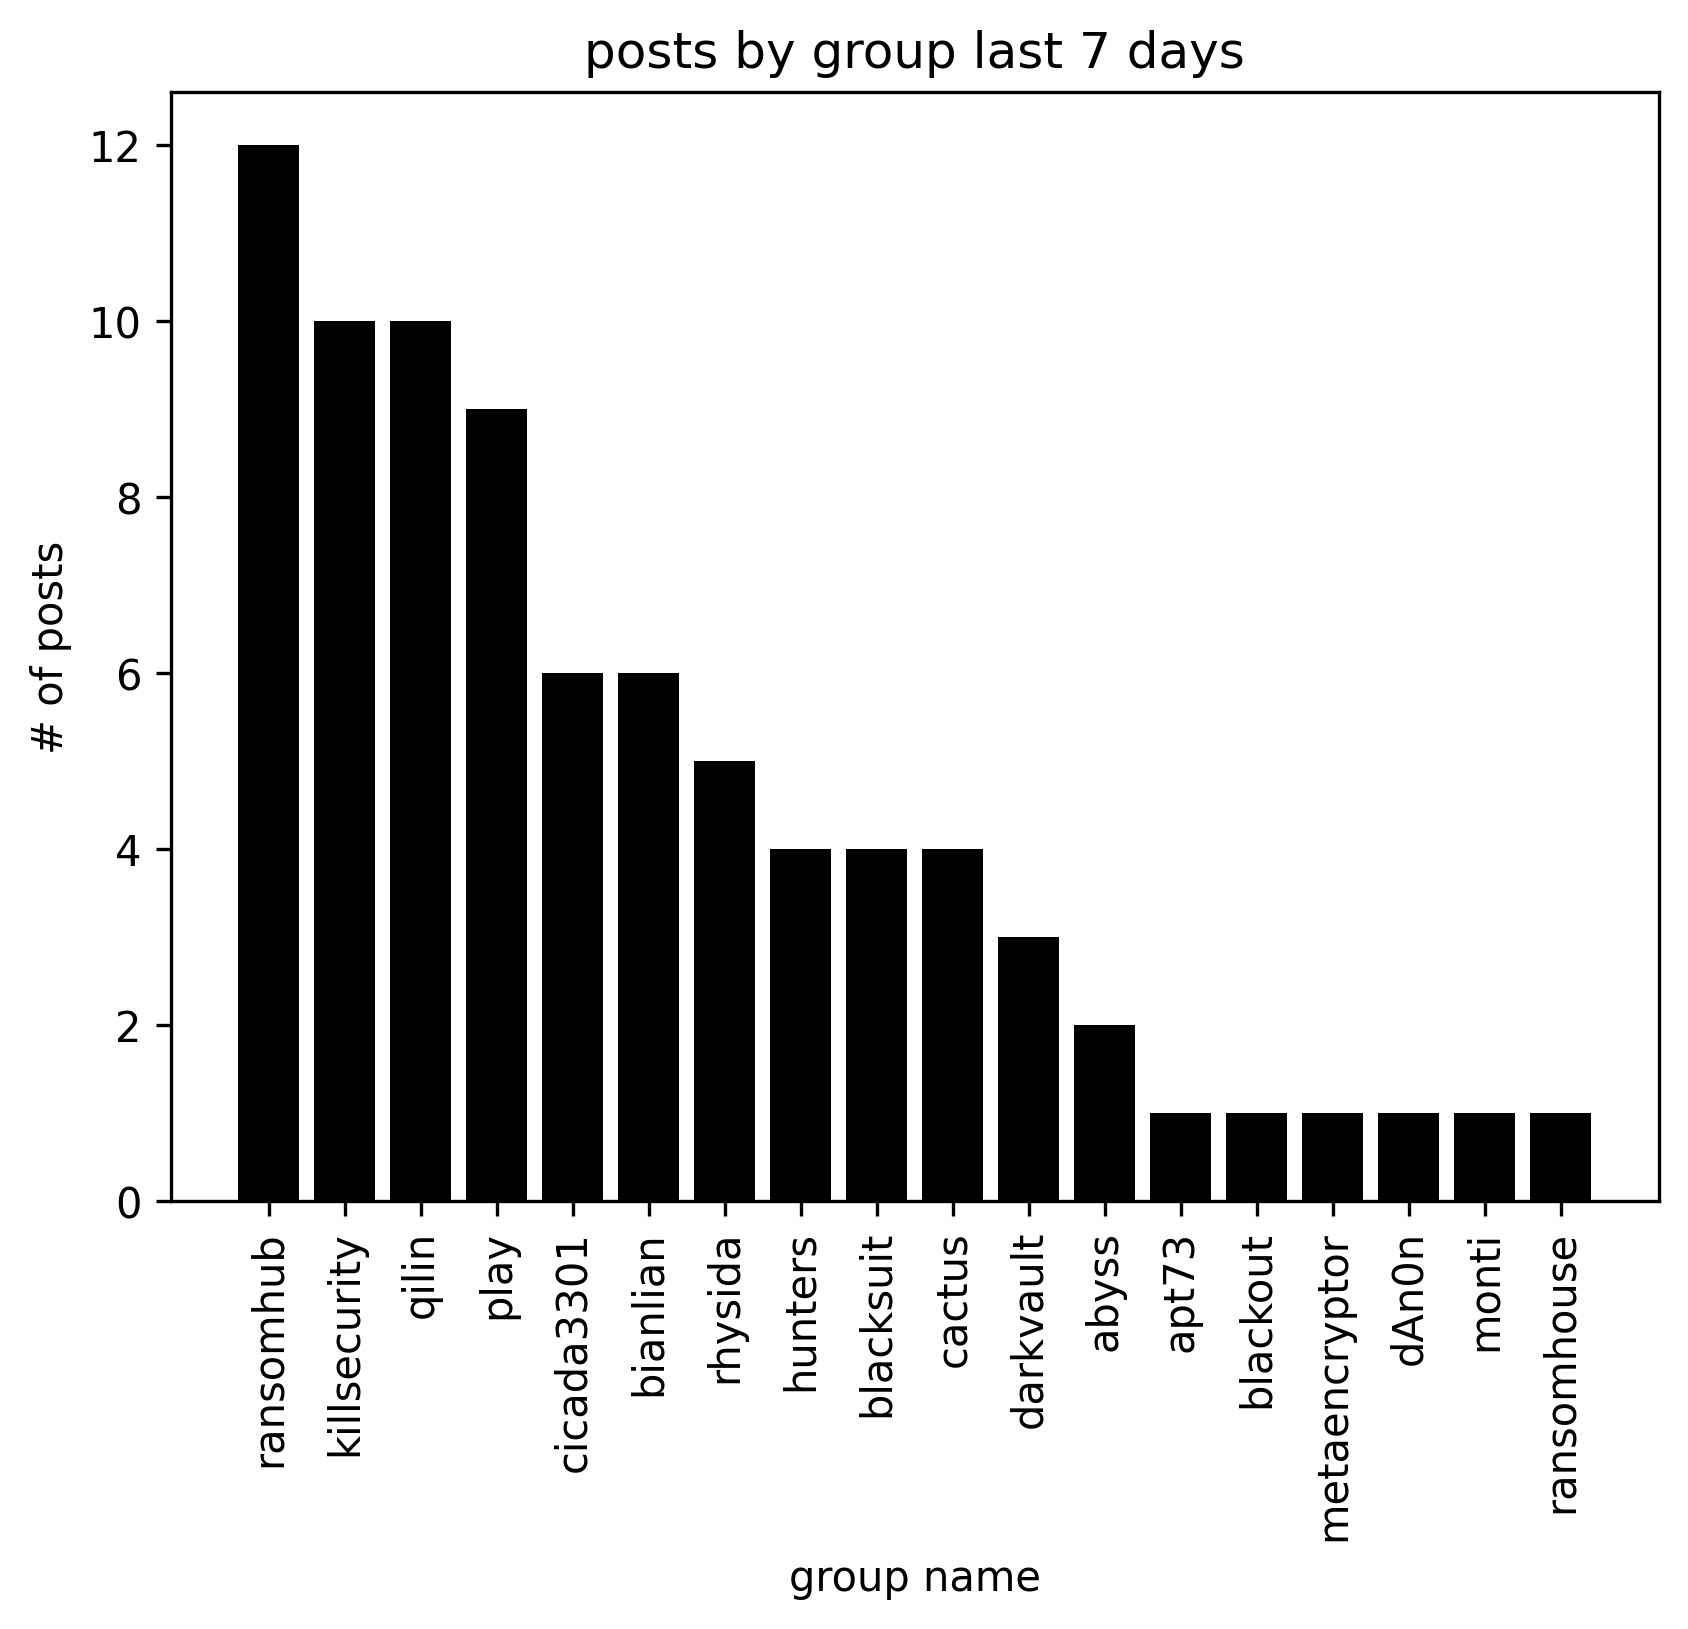 posts by group last 7 days
# of posts
12
10
8
6
4
2
0
ransomhub
killsecurity
qilin
play
cicada3301
bianlian
rhysida
hunters
blacksuit
cactus
darkvault
abyss
apt73
blackout
metaencryptor
dAn0n
monti
ransomhouse
group name